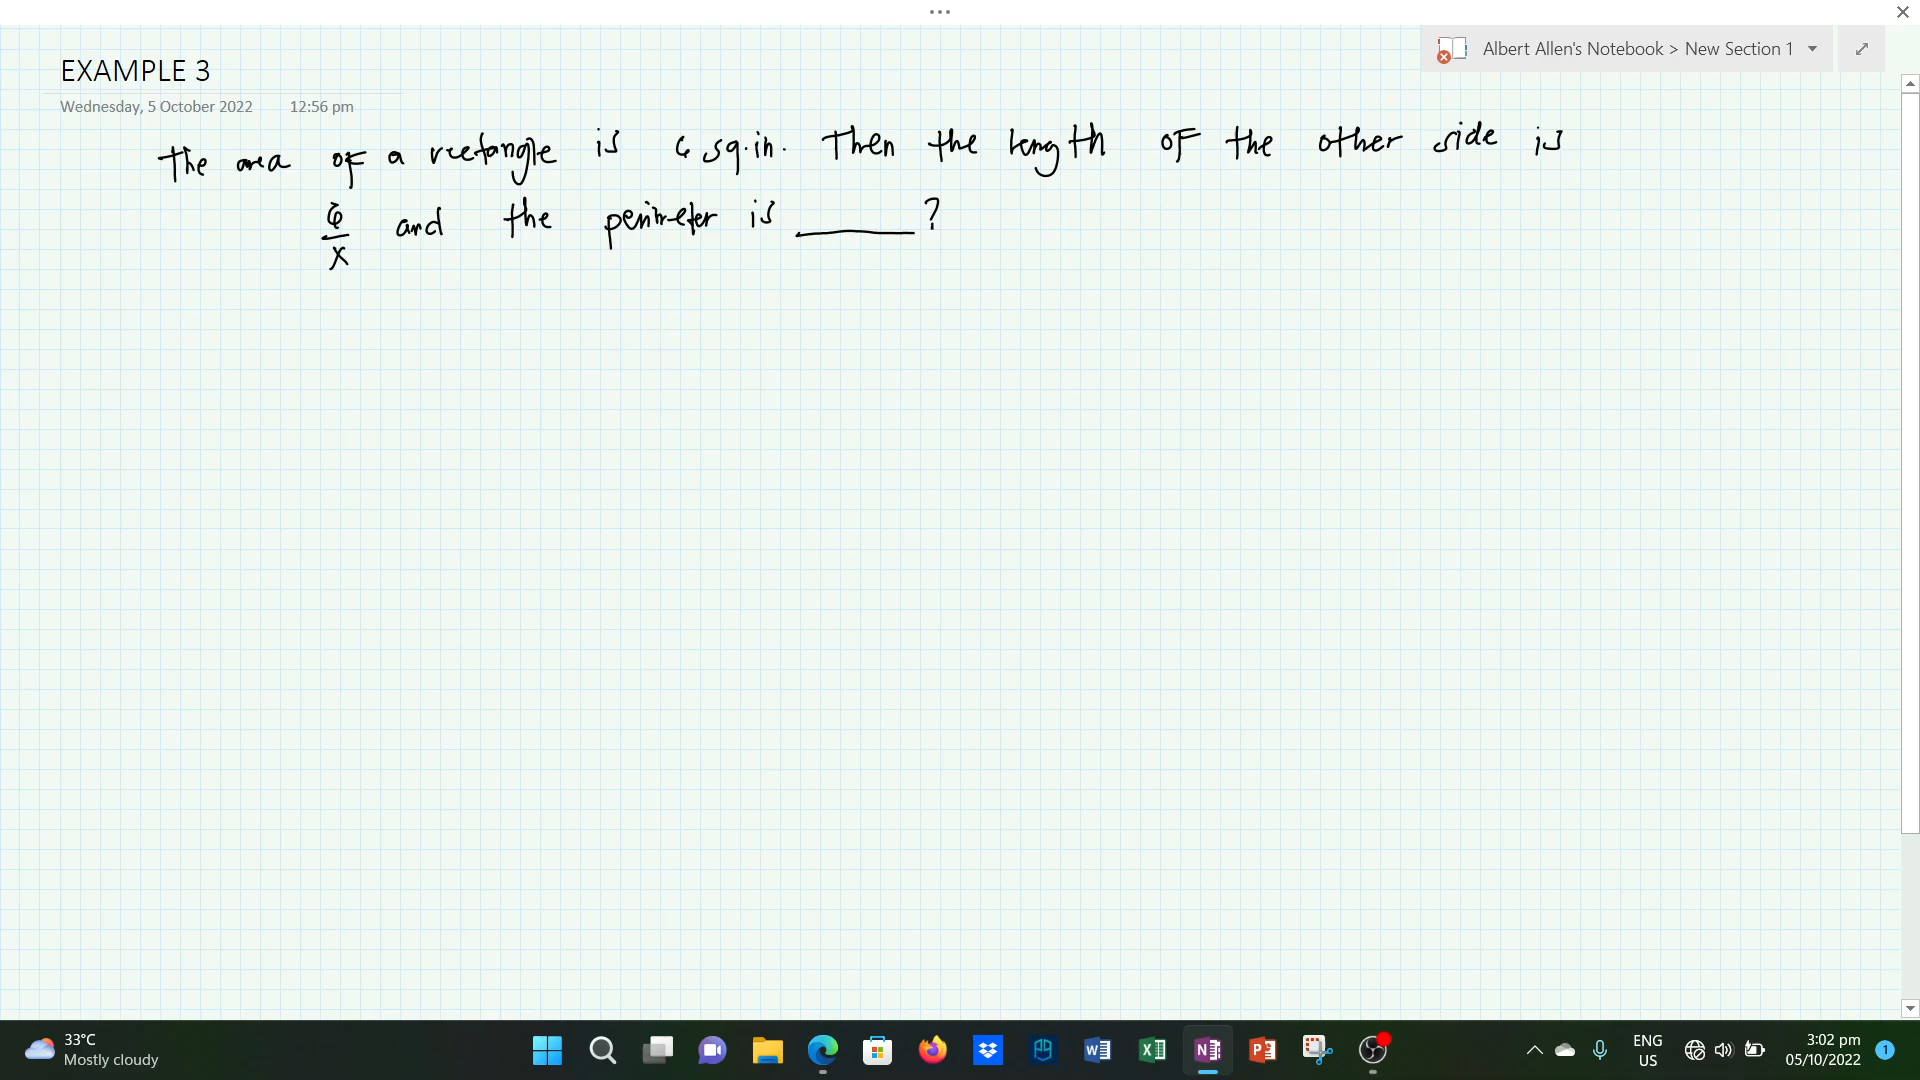 Albert Allen's Notebook > New Section 1
EXAMPLE 3
Wednesday, 5 October 2022 12:56 pm
The area of a rectangle is 6 sq.in. Then the length of the other side is
6/x and the perimeter is ______ ?
33°C
Mostly cloudy
ENG
US
3:02 pm
05/10/2022
1